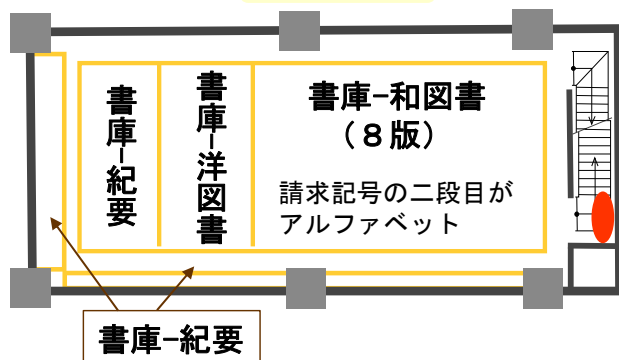 書庫-紀要
書庫-洋図書
書庫-和図書
（８版）
請求記号の二段目が
アルファベット
書庫-紀要